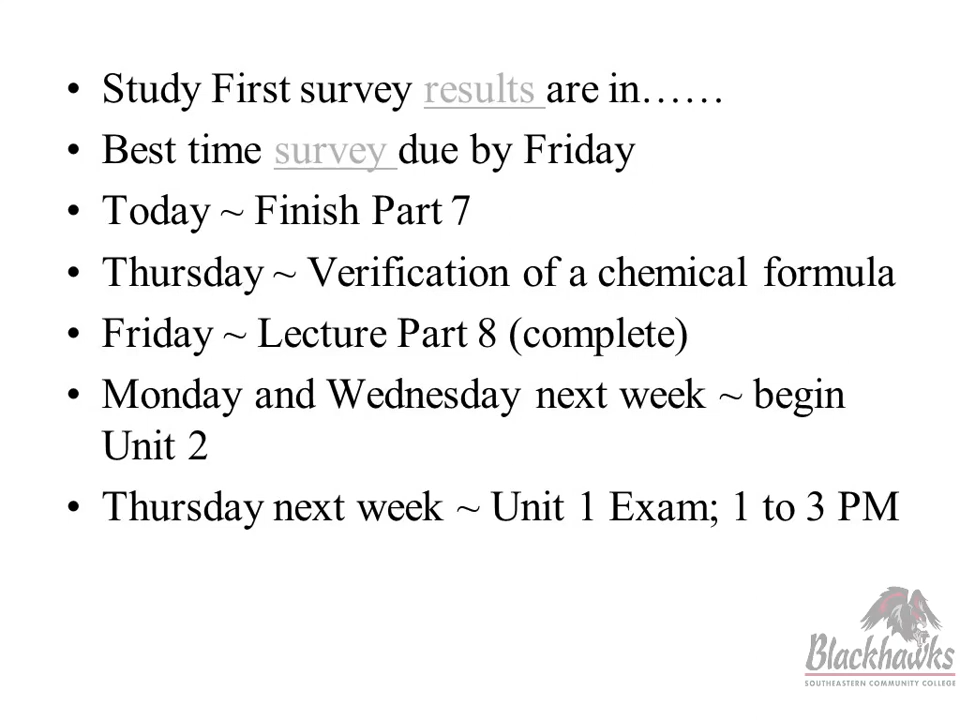 • Study First survey results are in……
• Best time survey due by Friday
• Today ~ Finish Part 7
• Thursday ~ Verification of a chemical formula
• Friday ~ Lecture Part 8 (complete)
• Monday and Wednesday next week ~ begin
Unit 2
• Thursday next week ~ Unit 1 Exam; 1 to 3 PM
Blackhawks
SOUTHEASTERN COMMUNITY COLLEGE